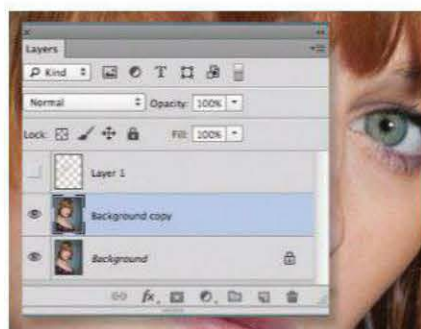 Layers
Kind
Normal Opacity: 100%
Lock: Fill: 100%
Layer 1
Background copy
Background
fx